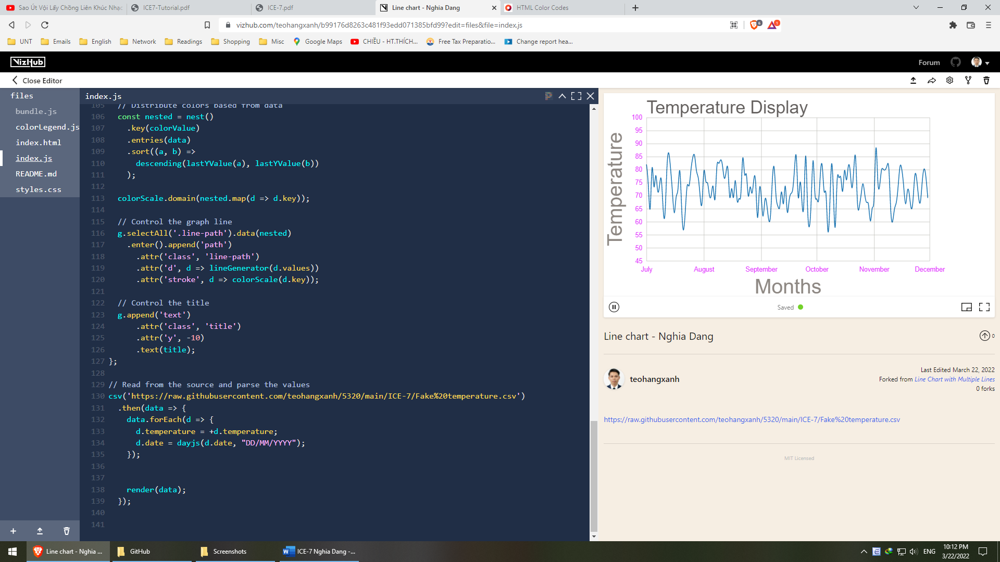 Sao Út Vội Lấy Chồng Liên Khúc Nhạc
ICE7-Tutorial.pdf
ICE-7.pdf
Line chart - Nghia Dang
HTML Color Codes
vizhub.com/teohangxanh/b99176d8263c481f93edd071385bfd99?edit=files&file=index.js
6
1
UNT
Emails
English
Network
Readings
Shopping
Misc
Google Maps
CHIỀU - HT.THÍCH...
Free Tax Preparatio...
Change report hea...
VizHub
Forum
Close Editor
files
bundle.js
colorLegend.js
index.html
index.js
README.md
styles.css
index.js
105 // Distribute colors based from data
106 const nested = nest()
107 .key(colorValue)
108 .entries(data)
109 .sort((a, b) =>
110 descending(lastYValue(a), lastYValue(b))
111 );
112
113 colorScale.domain(nested.map(d => d.key));
114
115 // Control the graph line
116 g.selectAll('.line-path').data(nested)
117 .enter().append('path')
118 .attr('class', 'line-path')
119 .attr('d', d => lineGenerator(d.values))
120 .attr('stroke', d => colorScale(d.key));
121
122 // Control the title
123 g.append('text')
124 .attr('class', 'title')
125 .attr('y', -10)
126 .text(title);
127 };
128
129 // Read from the source and parse the values
130 csv('https://raw.githubusercontent.com/teohangxanh/5320/main/ICE-7/Fake%20temperature.csv')
131 .then(data => {
132 data.forEach(d => {
133 d.temperature = +d.temperature;
134 d.date = dayjs(d.date, "DD/MM/YYYY");
135 });
136
137
138 render(data);
139 });
140
141
Temperature Display
Temperature
100
95
90
85
80
75
70
65
60
55
50
45
July August September October November December
Months
Saved
Line chart - Nghia Dang
0
teohangxanh
Last Edited March 22, 2022
Forked from Line Chart with Multiple Lines
0 forks
https://raw.githubusercontent.com/teohangxanh/5320/main/ICE-7/Fake%20temperature.csv
MIT Licensed
Line chart - Nghia ...
GitHub
Screenshots
ICE-7 Nghia Dang -...
E
ENG
10:12 PM
3/22/2022